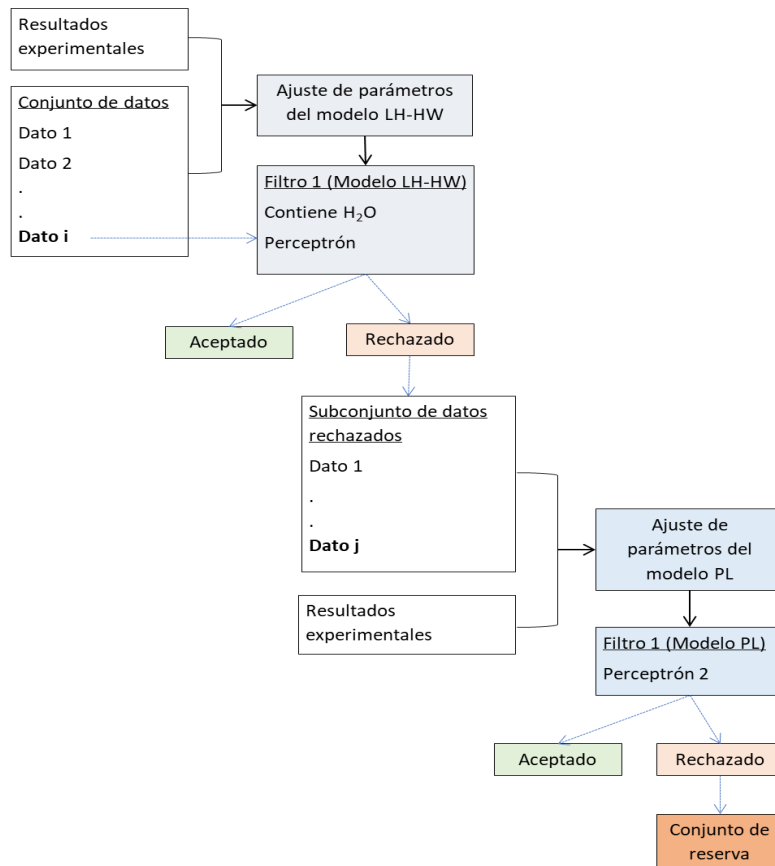 Resultados
experimentales
Conjunto de datos
Dato 1
Dato 2
.
.
Dato i
Ajuste de parámetros
del modelo LH-HW
Filtro 1 (Modelo LH-HW)
Contiene H₂O
Perceptrón
Aceptado
Rechazado
Subconjunto de datos
rechazados
Dato 1
.
.
Dato j
Resultados
experimentales
Ajuste de
parámetros del
modelo PL
Filtro 1 (Modelo PL)
Perceptrón 2
Aceptado
Rechazado
Conjunto de
reserva